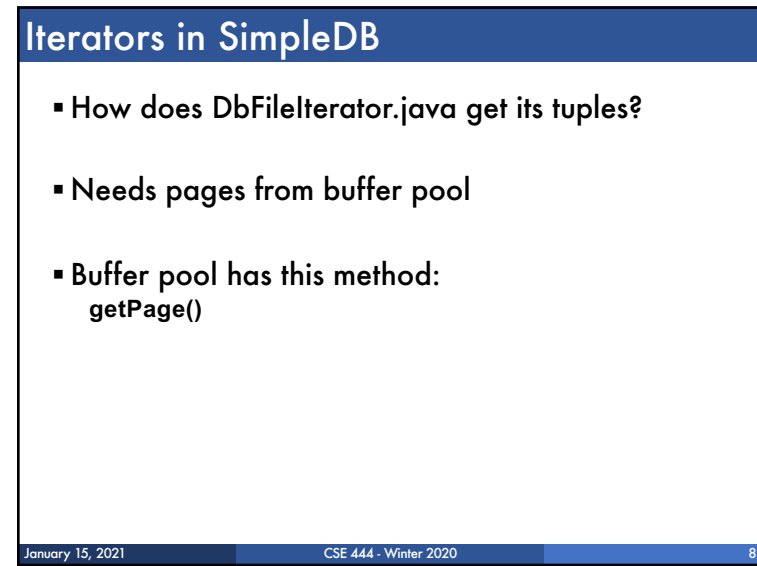 Iterators in SimpleDB
▪ How does DbFileIterator.java get its tuples?
▪ Needs pages from buffer pool
▪ Buffer pool has this method:
getPage()
January 15, 2021
CSE 444 - Winter 2020
8